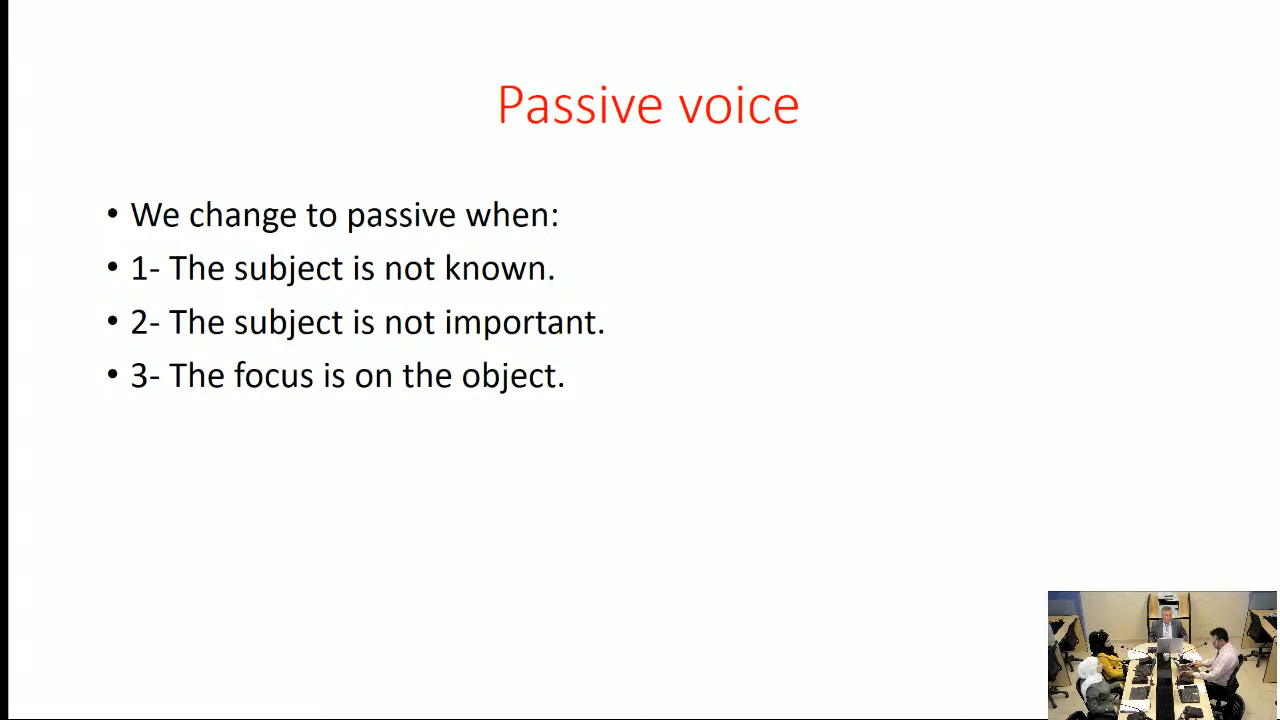 Passive voice
• We change to passive when:
• 1- The subject is not known.
• 2- The subject is not important.
• 3- The focus is on the object.